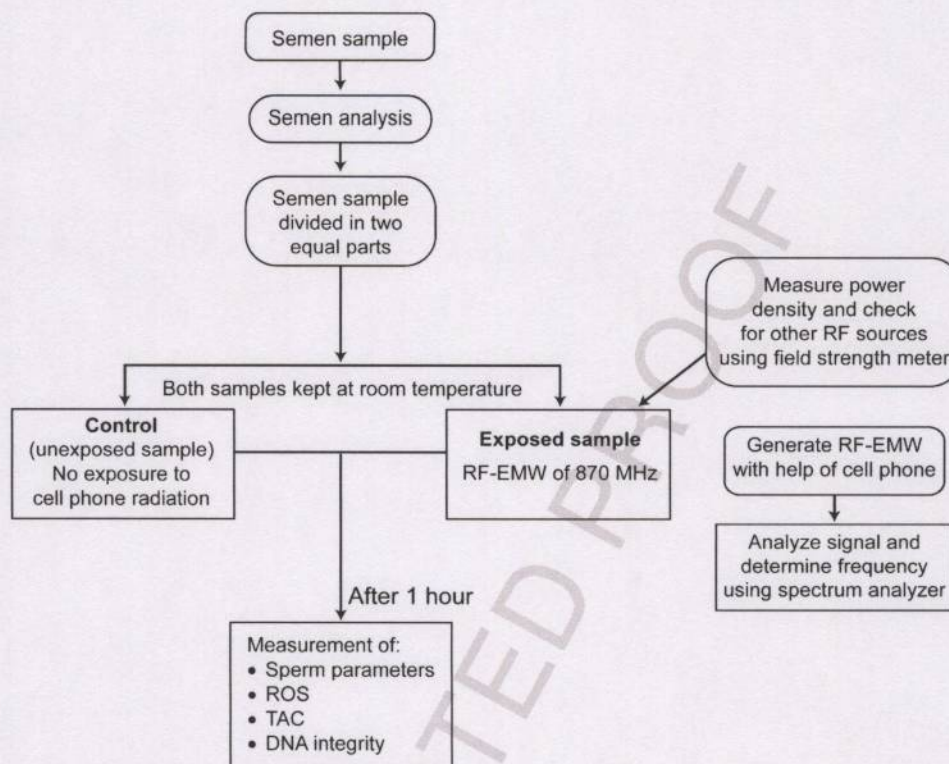 Semen sample
Semen analysis
Semen sample
divided in two
equal parts
Measure power
density and check
for other RF sources
using field strength meter
Both samples kept at room temperature
Control
(unexposed sample)
No exposure to
cell phone radiation
Exposed sample
RF-EMW of 870 MHz
Generate RF-EMW
with help of cell phone
Analyze signal and
determine frequency
using spectrum analyzer
After 1 hour
Measurement of:
• Sperm parameters
• ROS
• TAC
• DNA integrity
TED PROOF